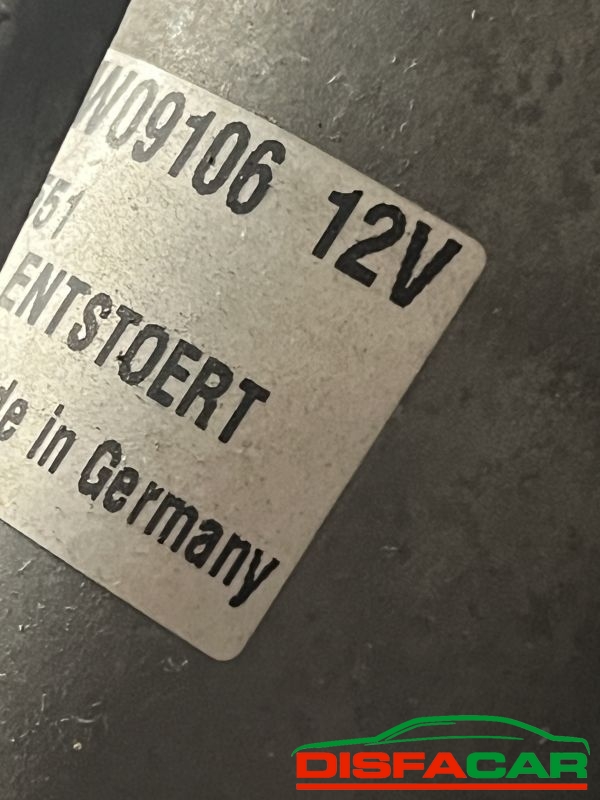 W09106 12V
551
ENTSTOERT
de in Germany
DISFACAR